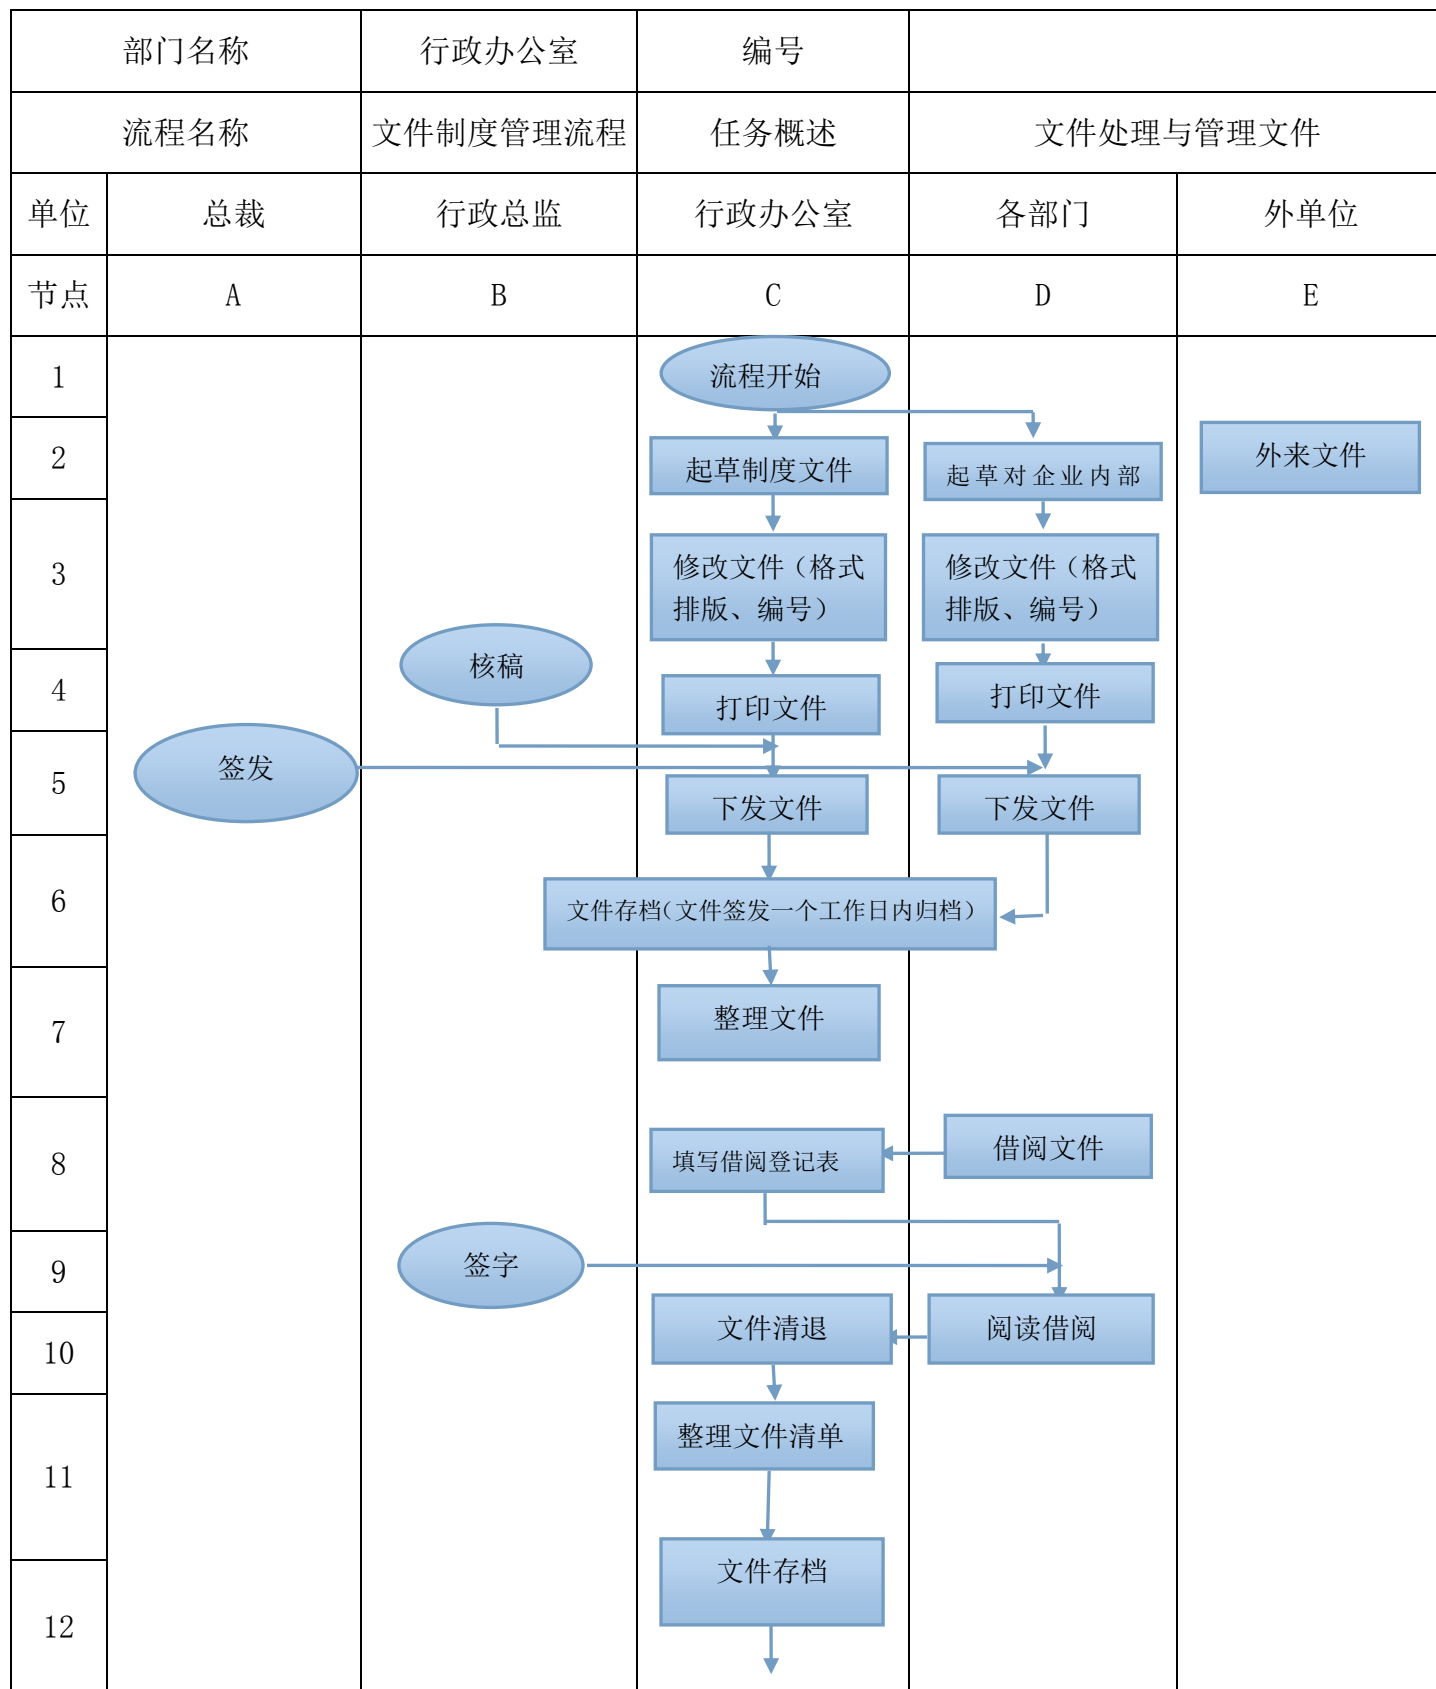 部门名称 行政办公室 编号
流程名称 文件制度管理流程 任务概述 文件处理与管理文件
单位 总裁 行政总监 行政办公室 各部门 外单位
节点 A B C D E
1 流程开始
2 起草制度文件 起草对企业内部 外来文件
3 修改文件（格式 修改文件（格式
排版、编号） 排版、编号）
4 核稿 打印文件 打印文件
5 签发 下发文件 下发文件
6 文件存档（文件签发一个工作日内归档）
7 整理文件
8 填写借阅登记表 借阅文件
9 签字
10 文件清退 阅读借阅
11 整理文件清单
文件存档
12